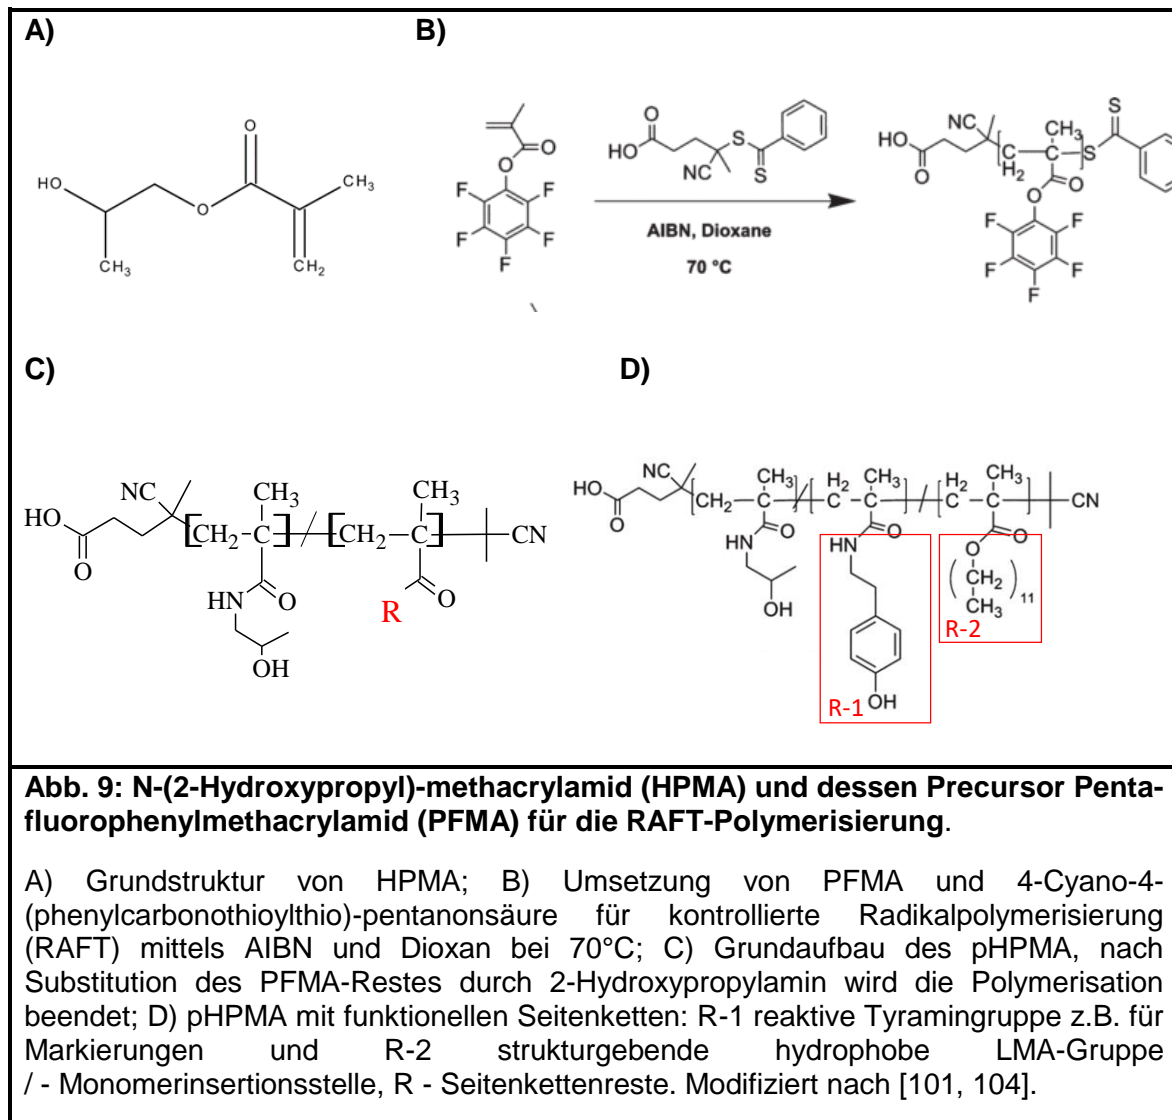 A)
HO
CH3
O
O
CH3
CH2
B)
O
O
F F
F F
F
O
HO
NC
S
S
AIBN, Dioxane
70 °C
HO
O
NC
C
H2
CH3
C
S
S
O
O
F F
F F
F
C)
HO
O
NC
[CH2-C]/[CH2-C]
CH3 CH3
CN
HN O
OH
R O
D)
HO
O
NC
H2C
CH3
HN O
OH
H2
C
CH3
HN O
OH
R-1
H2
C
CH3
O
O
(CH2)11
CH3
R-2
CN
Abb. 9: N-(2-Hydroxypropyl)-methacrylamid (HPMA) und dessen Precursor Penta-
fluorophenylmethacrylamid (PFMA) für die RAFT-Polymerisierung.
A) Grundstruktur von HPMA; B) Umsetzung von PFMA und 4-Cyano-4-
(phenylcarbonothioylthio)-pentanonsäure für kontrollierte Radikalpolymerisierung
(RAFT) mittels AIBN und Dioxan bei 70°C; C) Grundaufbau des pHPMA, nach
Substitution des PFMA-Restes durch 2-Hydroxypropylamin wird die Polymerisation
beendet; D) pHPMA mit funktionellen Seitenketten: R-1 reaktive Tyramingruppe z.B. für
Markierungen und R-2 strukturgebende hydrophobe LMA-Gruppe
/ - Monomerinsertionsstelle, R - Seitenkettenreste. Modifiziert nach [101, 104].